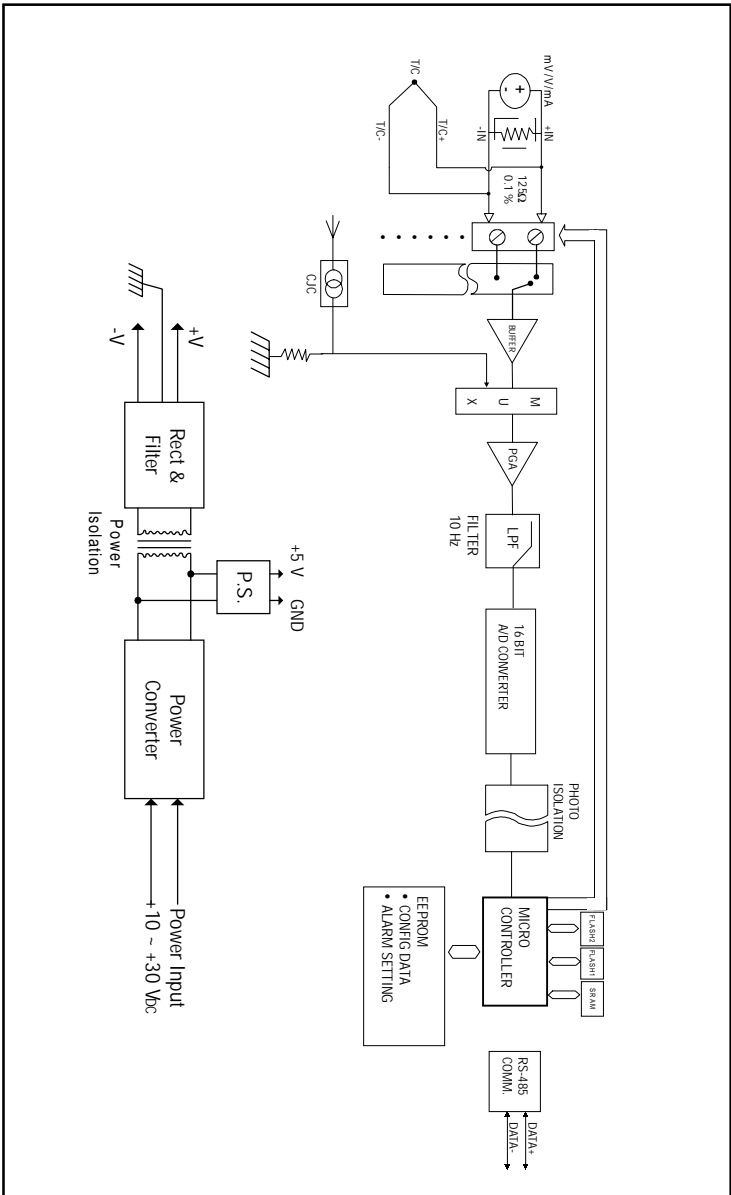 mV/V/mA
+
-
+IN
-IN
T/C
T/C+
T/C-
125Ω
0.1 %
CJC
BUFFER
M
U
X
PGA
LPF
FILTER
10 Hz
16 BIT
A/D CONVERTER
PHOTO
ISOLATION
MICRO
CONTROLLER
FLASH2
FLASH1
SRAM
EEPROM
• CONFIG DATA
• ALARM SETTING
RS-485
COMM.
DATA+
DATA-
+V
-V
Rect &
Filter
Power
Isolation
+5 V
GND
P.S.
Power
Converter
Power Input
+10 ~ +30 VDC